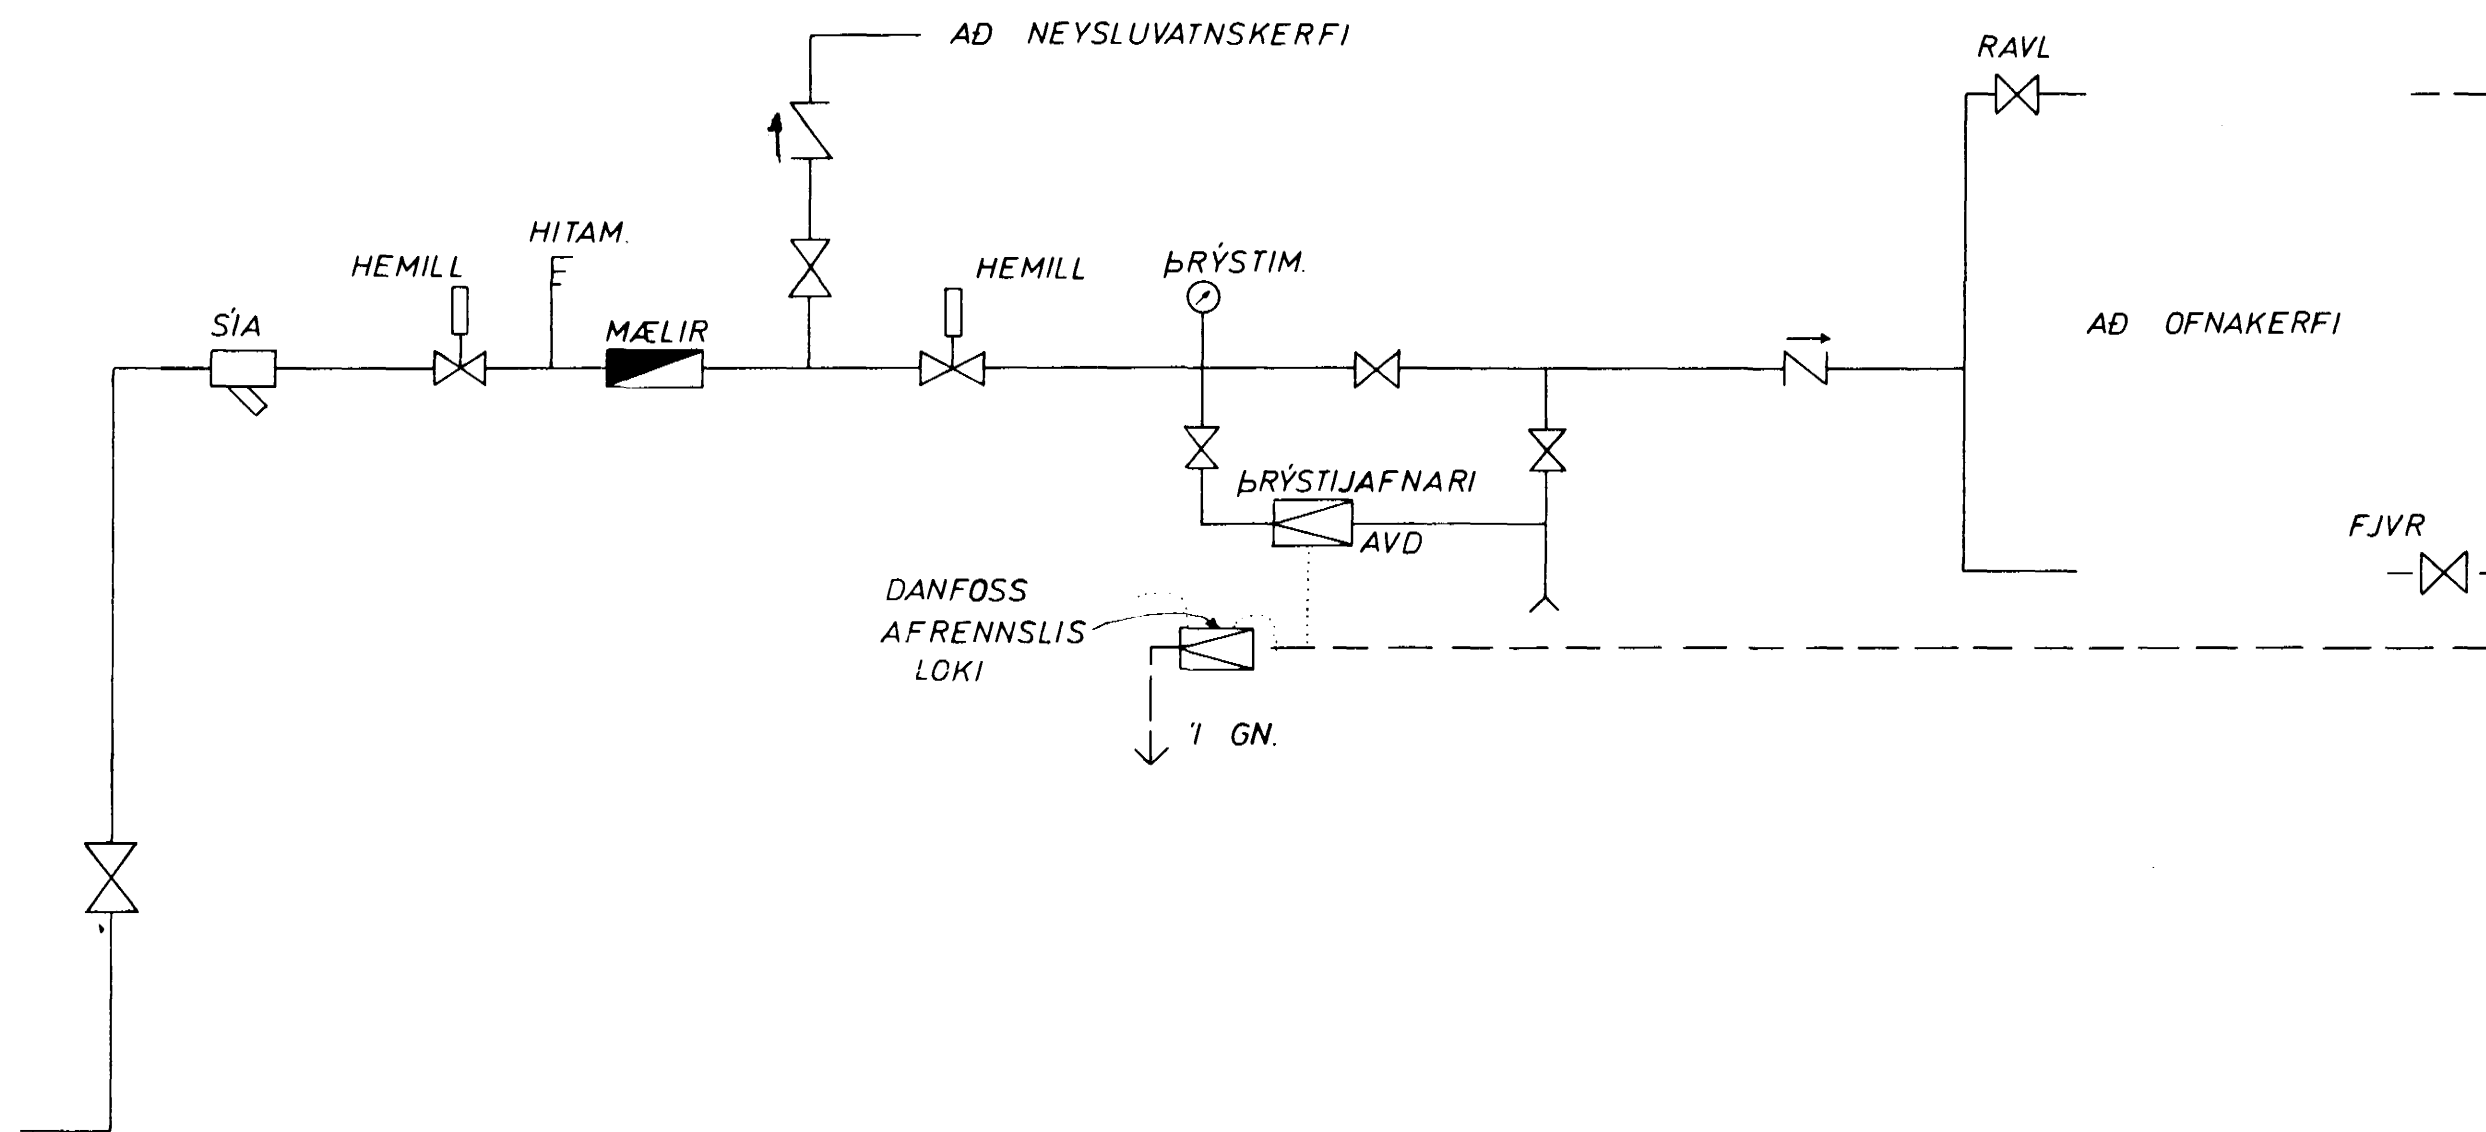 AÐ NEYSLUVATNSKERFI
RAVL
HITAM.
HEMILL
HEMILL
ÞRÝSTIM.
SÍA
MÆLIR
AÐ OFNAKERFI
ÞRÝSTIJAFNARI
AVD
FJVR
DANFOSS
AFRENNSLIS
LOKI
Í GN.